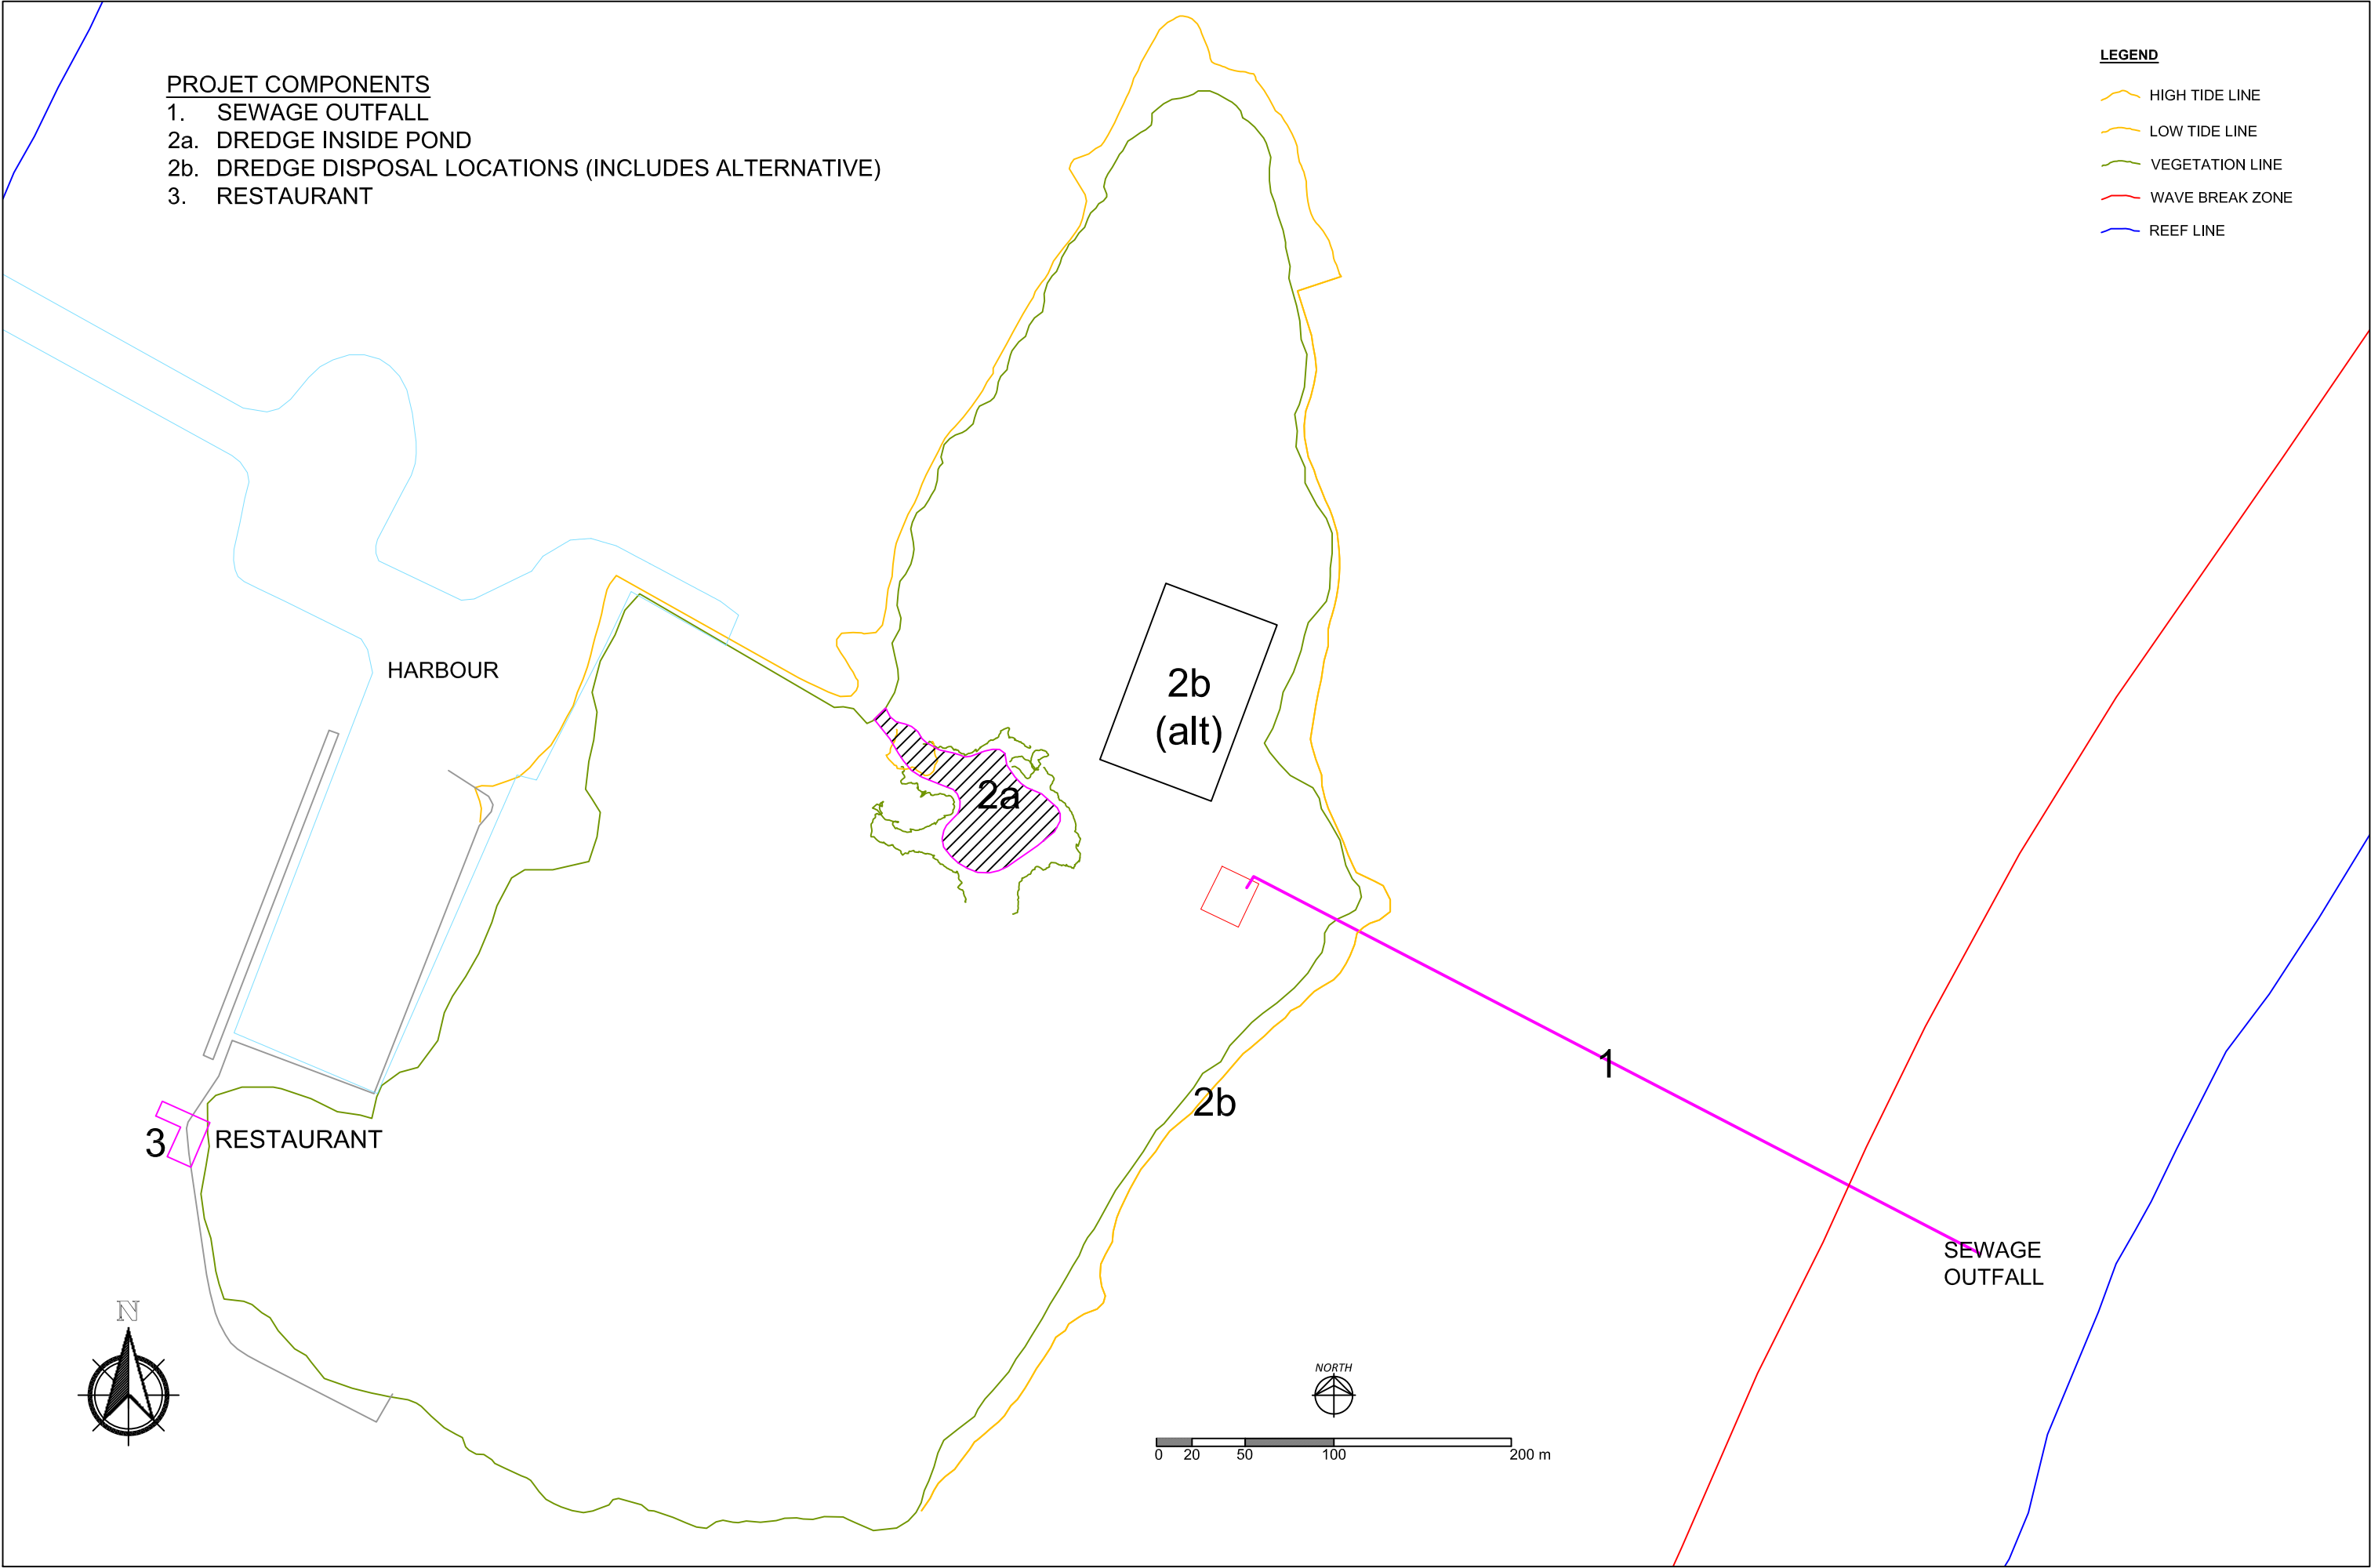 PROJET COMPONENTS
1. SEWAGE OUTFALL
2a. DREDGE INSIDE POND
2b. DREDGE DISPOSAL LOCATIONS (INCLUDES ALTERNATIVE)
3. RESTAURANT
LEGEND
HIGH TIDE LINE
LOW TIDE LINE
VEGETATION LINE
WAVE BREAK ZONE
REEF LINE
HARBOUR
2b
(alt)
2a
1
2b
3
RESTAURANT
SEWAGE
OUTFALL
N
NORTH
0 20 50 100 200 m